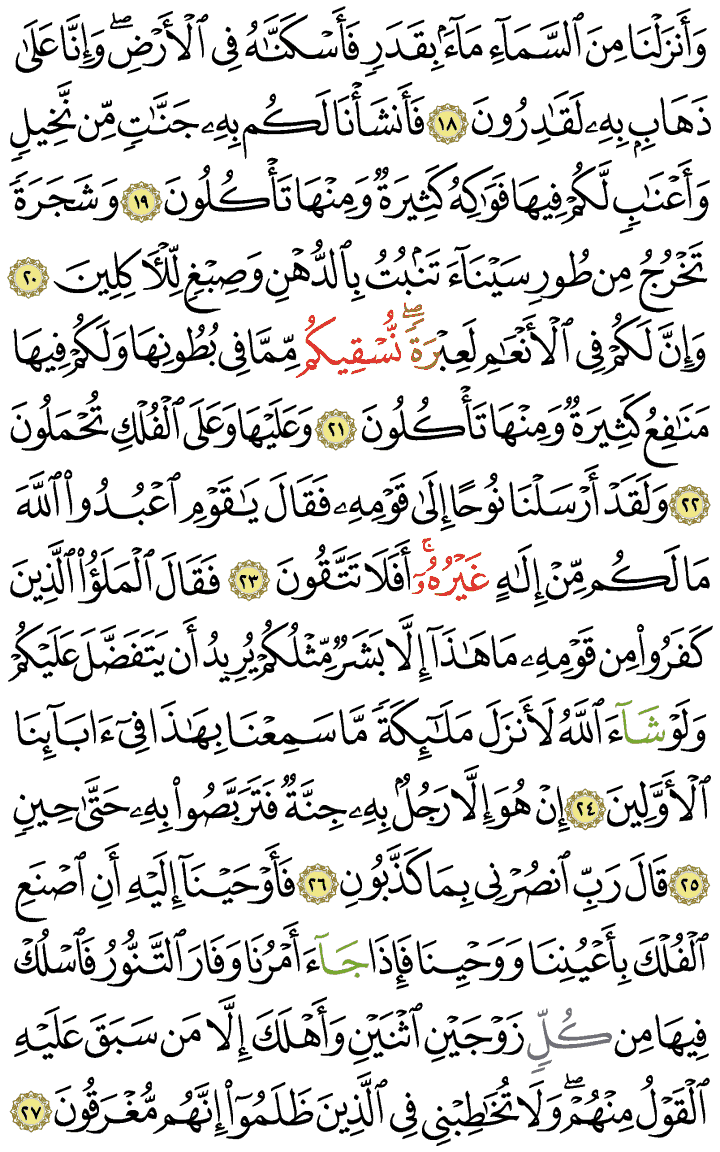 وَأَنزَلۡنَا مِنَ ٱلسَّمَآءِ مَآءَۢ بِقَدَرٖ فَأَسۡكَنَّٰهُ فِي ٱلۡأَرۡضِۖ وَإِنَّا عَلَىٰ
ذَهَابِۭ بِهِۦ لَقَٰدِرُونَ ١٨ فَأَنشَأۡنَا لَكُم بِهِۦ جَنَّٰتٖ مِّن نَّخِيلٖ
وَأَعۡنَٰبٖ لَّكُمۡ فِيهَا فَوَٰكِهُ كَثِيرَةٞ وَمِنۡهَا تَأۡكُلُونَ ١٩ وَشَجَرَةٗ
تَخۡرُجُ مِن طُورِ سَيۡنَآءَ تَنۢبُتُ بِٱلدُّهۡنِ وَصِبۡغٖ لِّلۡأٓكِلِينَ ٢٠
وَإِنَّ لَكُمۡ فِي ٱلۡأَنۡعَٰمِ لَعِبۡرَةٗۖ نُّسۡقِيكُم مِّمَّا فِي بُطُونِهَا وَلَكُمۡ فِيهَا
مَنَٰفِعُ كَثِيرَةٞ وَمِنۡهَا تَأۡكُلُونَ ٢١ وَعَلَيۡهَا وَعَلَى ٱلۡفُلۡكِ تُحۡمَلُونَ
٢٢ وَلَقَدۡ أَرۡسَلۡنَا نُوحًا إِلَىٰ قَوۡمِهِۦ فَقَالَ يَٰقَوۡمِ ٱعۡبُدُواْ ٱللَّهَ
مَا لَكُم مِّنۡ إِلَٰهٍ غَيۡرُهُۥٓۚ أَفَلَا تَتَّقُونَ ٢٣ فَقَالَ ٱلۡمَلَؤُاْ ٱلَّذِينَ
كَفَرُواْ مِن قَوۡمِهِۦ مَا هَٰذَآ إِلَّا بَشَرٞ مِّثۡلُكُمۡ يُرِيدُ أَن يَتَفَضَّلَ عَلَيۡكُمۡ
وَلَوۡ شَآءَ ٱللَّهُ لَأَنزَلَ مَلَٰٓئِكَةٗ مَّا سَمِعۡنَا بِهَٰذَا فِيٓ ءَابَآئِنَا
ٱلۡأَوَّلِينَ ٢٤ إِنۡ هُوَ إِلَّا رَجُلُۢ بِهِۦ جِنَّةٞ فَتَرَبَّصُواْ بِهِۦ حَتَّىٰ حِينٖ
٢٥ قَالَ رَبِّ ٱنصُرۡنِي بِمَا كَذَّبُونِ ٢٦ فَأَوۡحَيۡنَآ إِلَيۡهِ أَنِ ٱصۡنَعِ
ٱلۡفُلۡكَ بِأَعۡيُنِنَا وَوَحۡيِنَا فَإِذَا جَآءَ أَمۡرُنَا وَفَارَ ٱلتَّنُّورُ فَٱسۡلُكۡ
فِيهَا مِن كُلِّ زَوۡجَيۡنِ ٱثۡنَيۡنِ وَأَهۡلَكَ إِلَّا مَن سَبَقَ عَلَيۡهِ
ٱلۡقَوۡلُ مِنۡهُمۡۖ وَلَا تُخَٰطِبۡنِي فِي ٱلَّذِينَ ظَلَمُوٓاْ إِنَّهُم مُّغۡرَقُونَ ٢٧